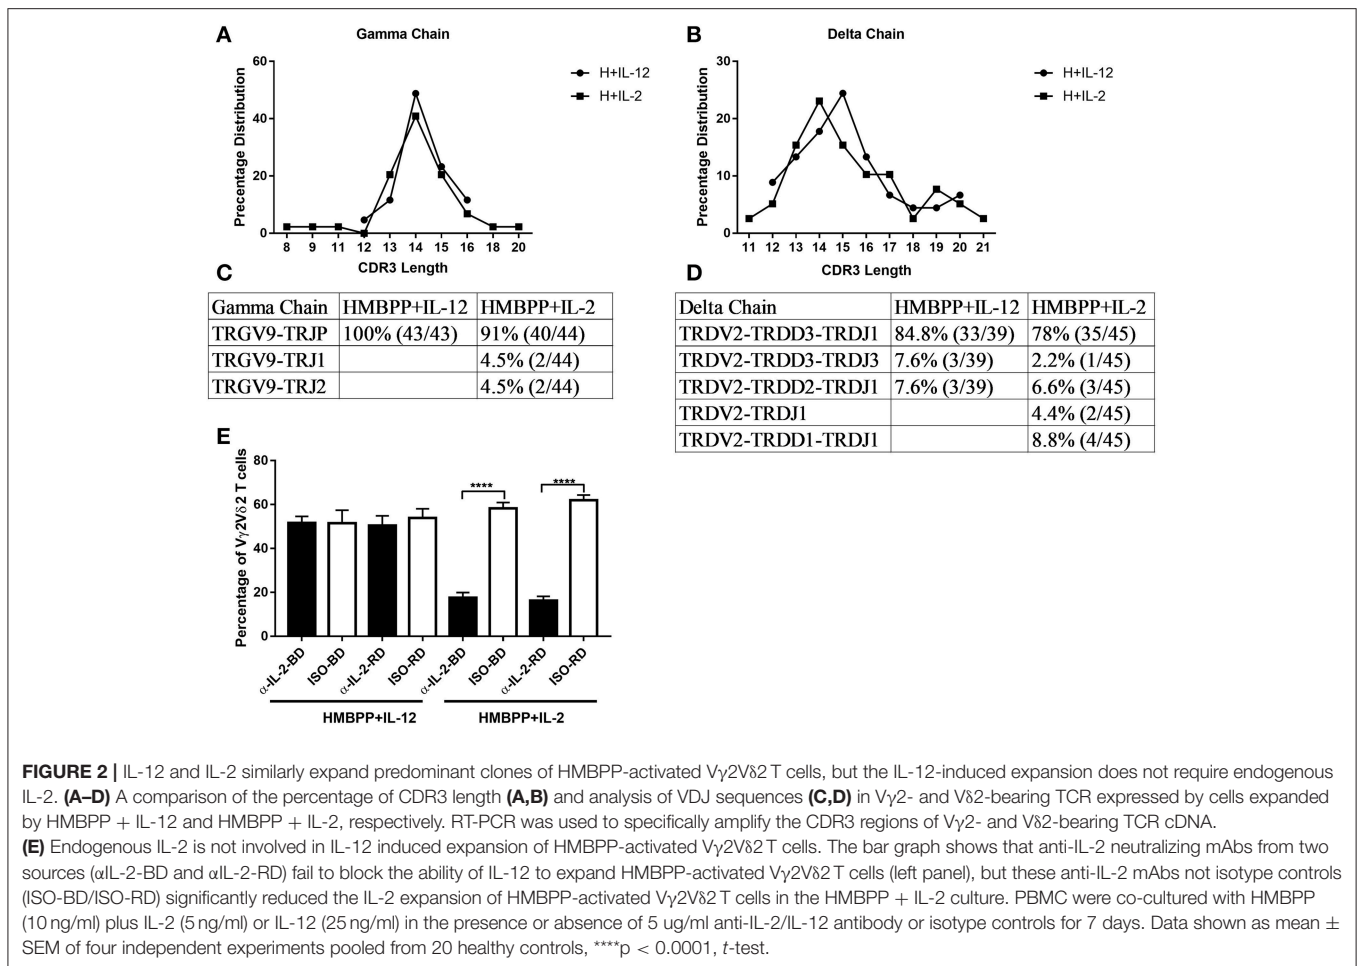 A
Gamma Chain
Precentage Distribution
60
40
20
0
8 9 11 12 13 14 15 16 18 20
CDR3 Length
H+IL-12
H+IL-2
B
Delta Chain
Precentage Distribution
30
20
10
0
11 12 13 14 15 16 17 18 19 20 21
CDR3 Length
H+IL-12
H+IL-2
C
Gamma Chain HMBPP+IL-12 HMBPP+IL-2
TRGV9-TRJP 100% (43/43) 91% (40/44)
TRGV9-TRJ1 4.5% (2/44)
TRGV9-TRJ2 4.5% (2/44)
D
Delta Chain HMBPP+IL-12 HMBPP+IL-2
TRDV2-TRDD3-TRDJ1 84.8% (33/39) 78% (35/45)
TRDV2-TRDD3-TRDJ3 7.6% (3/39) 2.2% (1/45)
TRDV2-TRDD2-TRDJ1 7.6% (3/39) 6.6% (3/45)
TRDV2-TRDJ1 4.4% (2/45)
TRDV2-TRDD1-TRDJ1 8.8% (4/45)
E
Percentage of Vγ2Vδ2 T cells
80
60
40
20
0
**** ****
α-IL-2-BD ISO-BD α-IL-2-RD ISO-RD α-IL-2-BD ISO-BD α-IL-2-RD ISO-RD
HMBPP+IL-12 HMBPP+IL-2
FIGURE 2 | IL-12 and IL-2 similarly expand predominant clones of HMBPP-activated Vγ2Vδ2 T cells, but the IL-12-induced expansion does not require endogenous
IL-2. (A–D) A comparison of the percentage of CDR3 length (A,B) and analysis of VDJ sequences (C,D) in Vγ2- and Vδ2-bearing TCR expressed by cells expanded
by HMBPP + IL-12 and HMBPP + IL-2, respectively. RT-PCR was used to specifically amplify the CDR3 regions of Vγ2- and Vδ2-bearing TCR cDNA.
(E) Endogenous IL-2 is not involved in IL-12 induced expansion of HMBPP-activated Vγ2Vδ2 T cells. The bar graph shows that anti-IL-2 neutralizing mAbs from two
sources (αIL-2-BD and αIL-2-RD) fail to block the ability of IL-12 to expand HMBPP-activated Vγ2Vδ2 T cells (left panel), but these anti-IL-2 mAbs not isotype controls
(ISO-BD/ISO-RD) significantly reduced the IL-2 expansion of HMBPP-activated Vγ2Vδ2 T cells in the HMBPP + IL-2 culture. PBMC were co-cultured with HMBPP
(10 ng/ml) plus IL-2 (5 ng/ml) or IL-12 (25 ng/ml) in the presence or absence of 5 ug/ml anti-IL-2/IL-12 antibody or isotype controls for 7 days. Data shown as mean ±
SEM of four independent experiments pooled from 20 healthy controls, ****p < 0.0001, t-test.